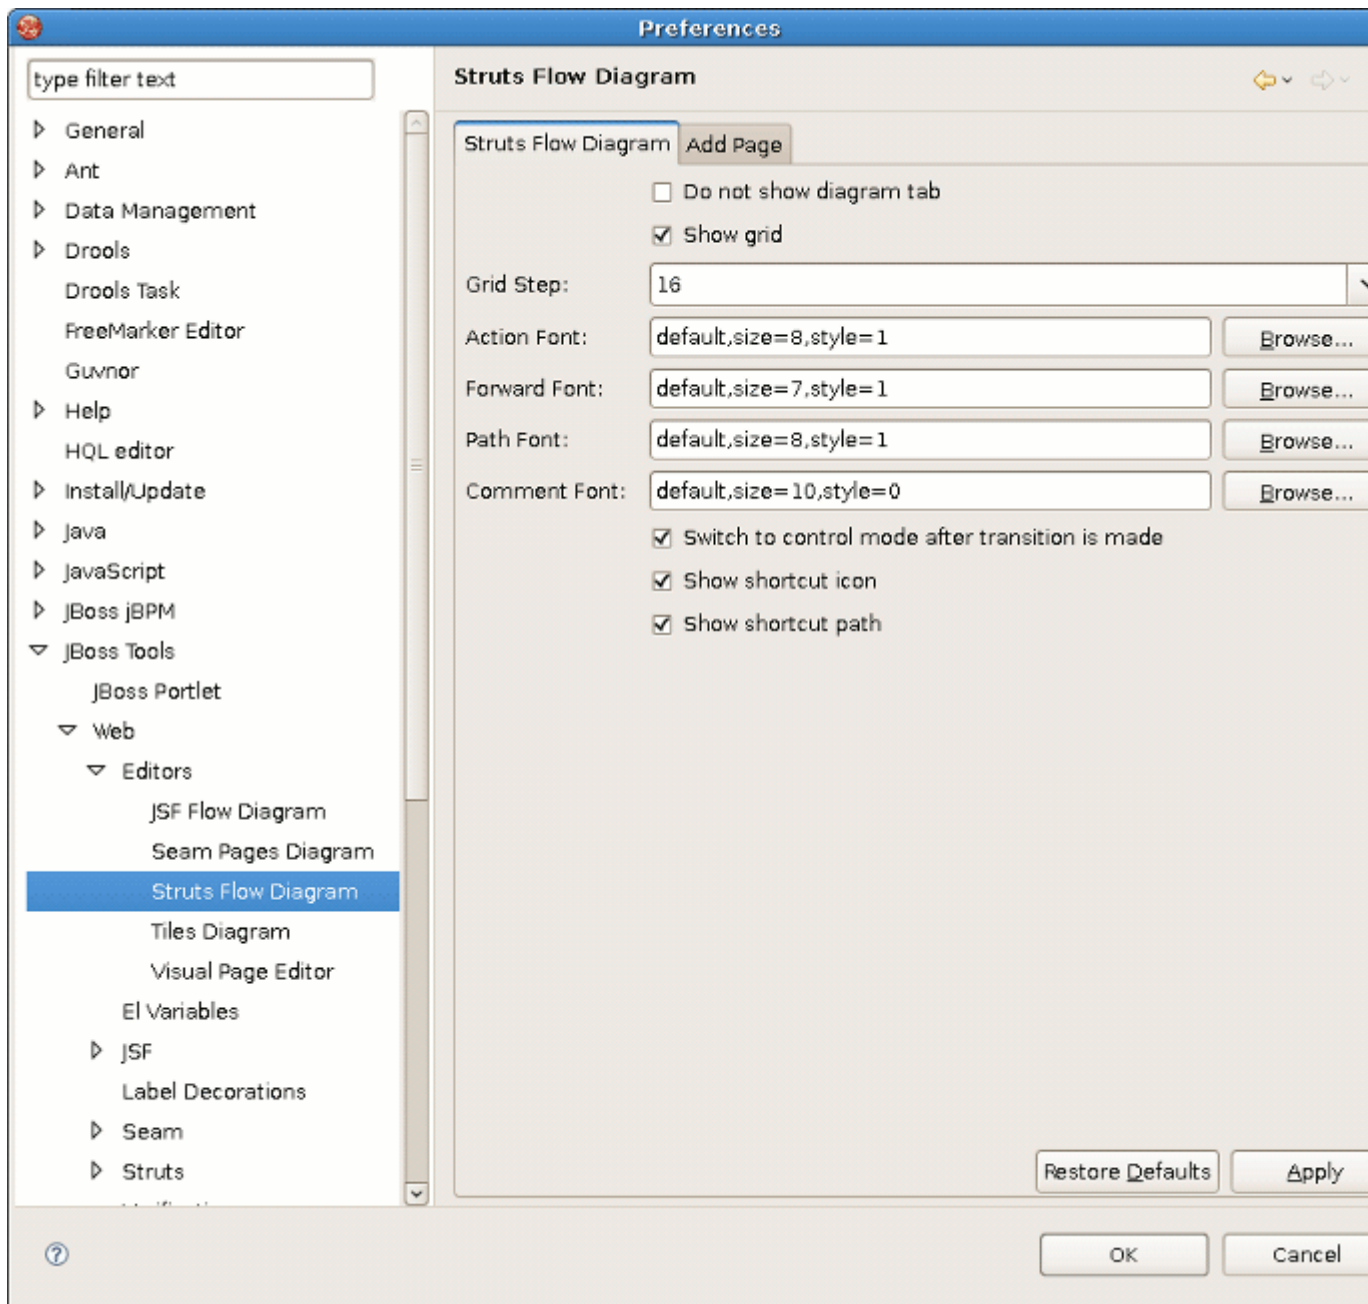 Preferences
type filter text
General
Ant
Data Management
Drools
Drools Task
FreeMarker Editor
Guvnor
Help
HQL editor
Install/Update
Java
JavaScript
JBoss jBPM
JBoss Tools
JBoss Portlet
Web
Editors
JSF Flow Diagram
Seam Pages Diagram
Struts Flow Diagram
Tiles Diagram
Visual Page Editor
El Variables
JSF
Label Decorations
Seam
Struts
Struts Flow Diagram
Struts Flow Diagram Add Page
Do not show diagram tab
Show grid
Grid Step: 16
Action Font: default,size=8,style=1 Browse...
Forward Font: default,size=7,style=1 Browse...
Path Font: default,size=8,style=1 Browse...
Comment Font: default,size=10,style=0 Browse...
Switch to control mode after transition is made
Show shortcut icon
Show shortcut path
Restore Defaults Apply
OK Cancel